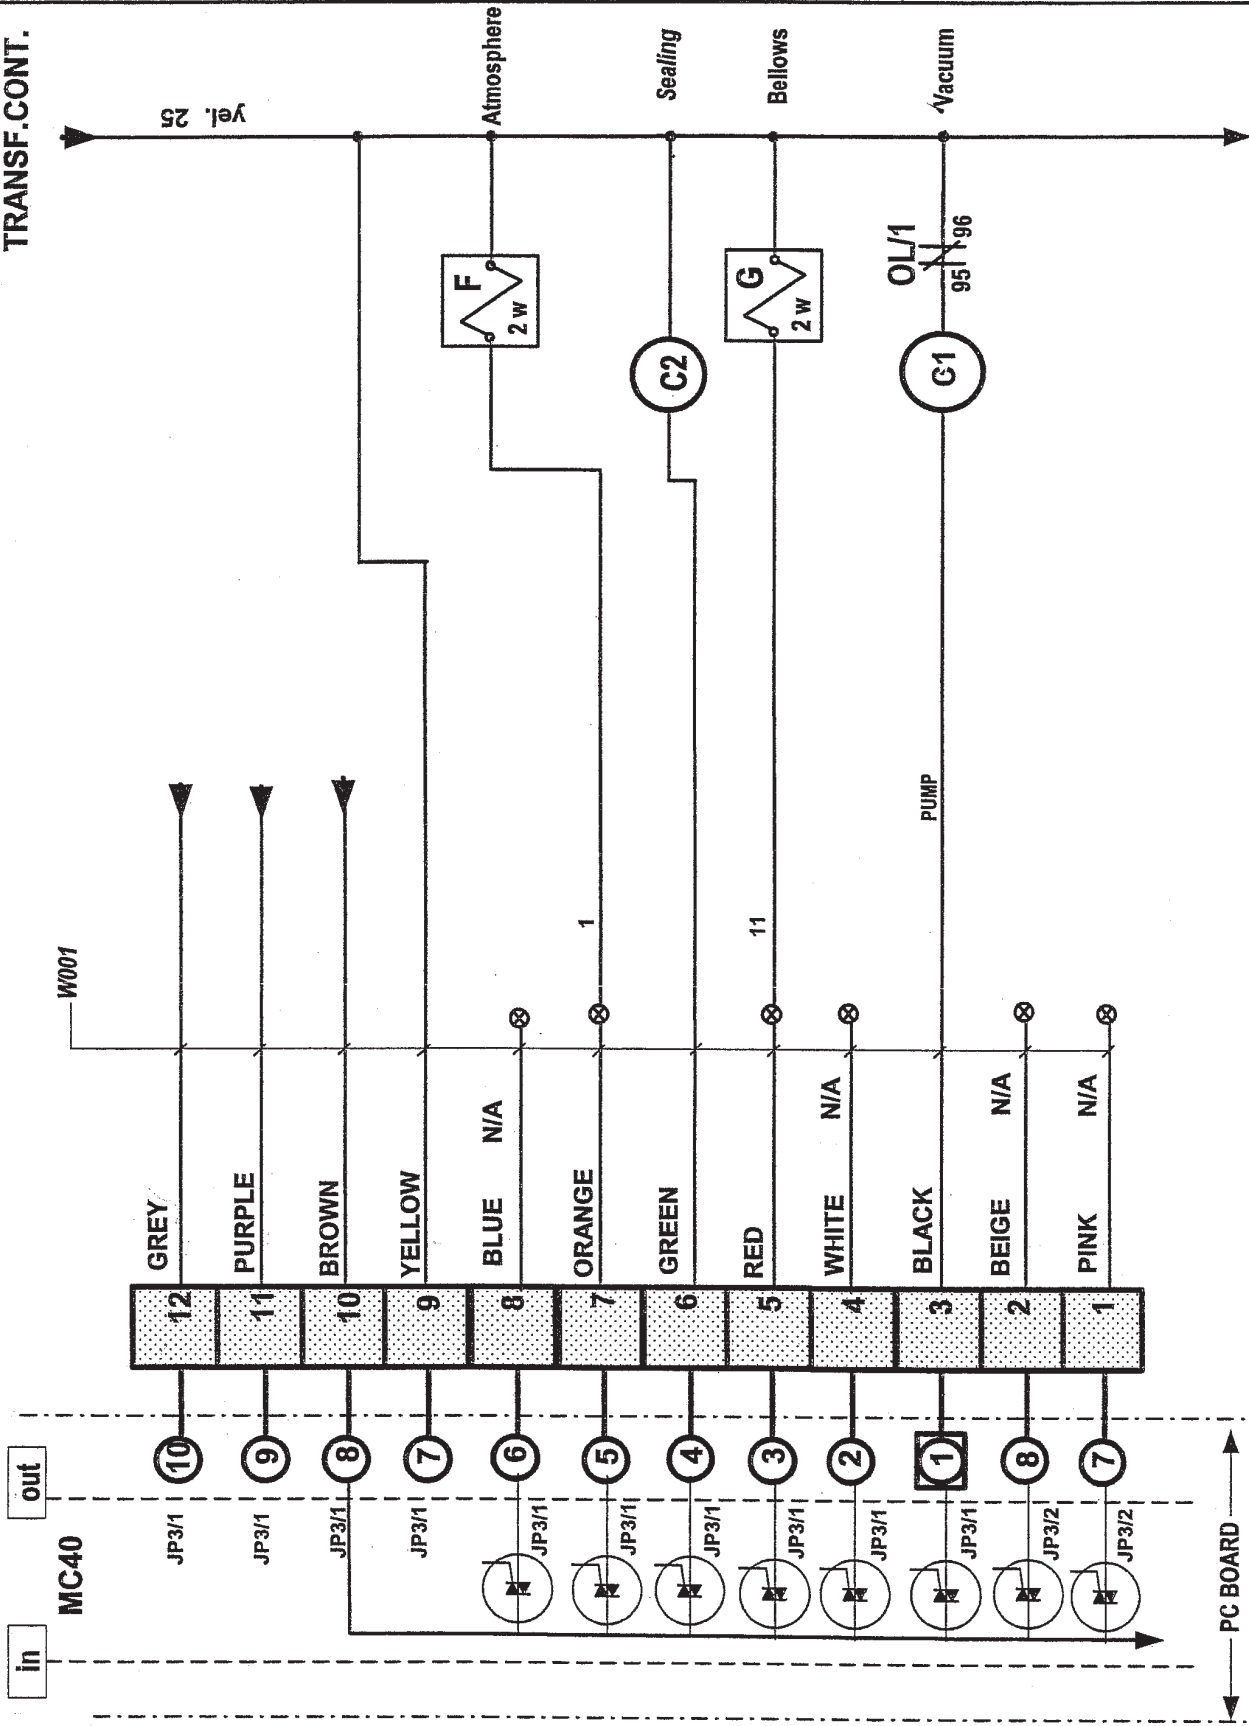 TRANSF.CONT.
yel. 25
Atmosphere
Sealing
Bellows
Vacuum
F
2 w
C2
G
2 w
OL/1
95
96
C1
PUMP
1
11
W001
GREY
PURPLE
BROWN
YELLOW
BLUE N/A
ORANGE
GREEN
RED
WHITE N/A
BLACK
BEIGE N/A
PINK N/A
12
11
10
9
8
7
6
5
4
3
2
1
10
9
8
7
6
5
4
3
2
1
8
7
out
JP3/1
JP3/1
JP3/1
JP3/1
JP3/1
JP3/1
JP3/1
JP3/1
JP3/1
JP3/1
JP3/2
JP3/2
MC40
in
PC BOARD